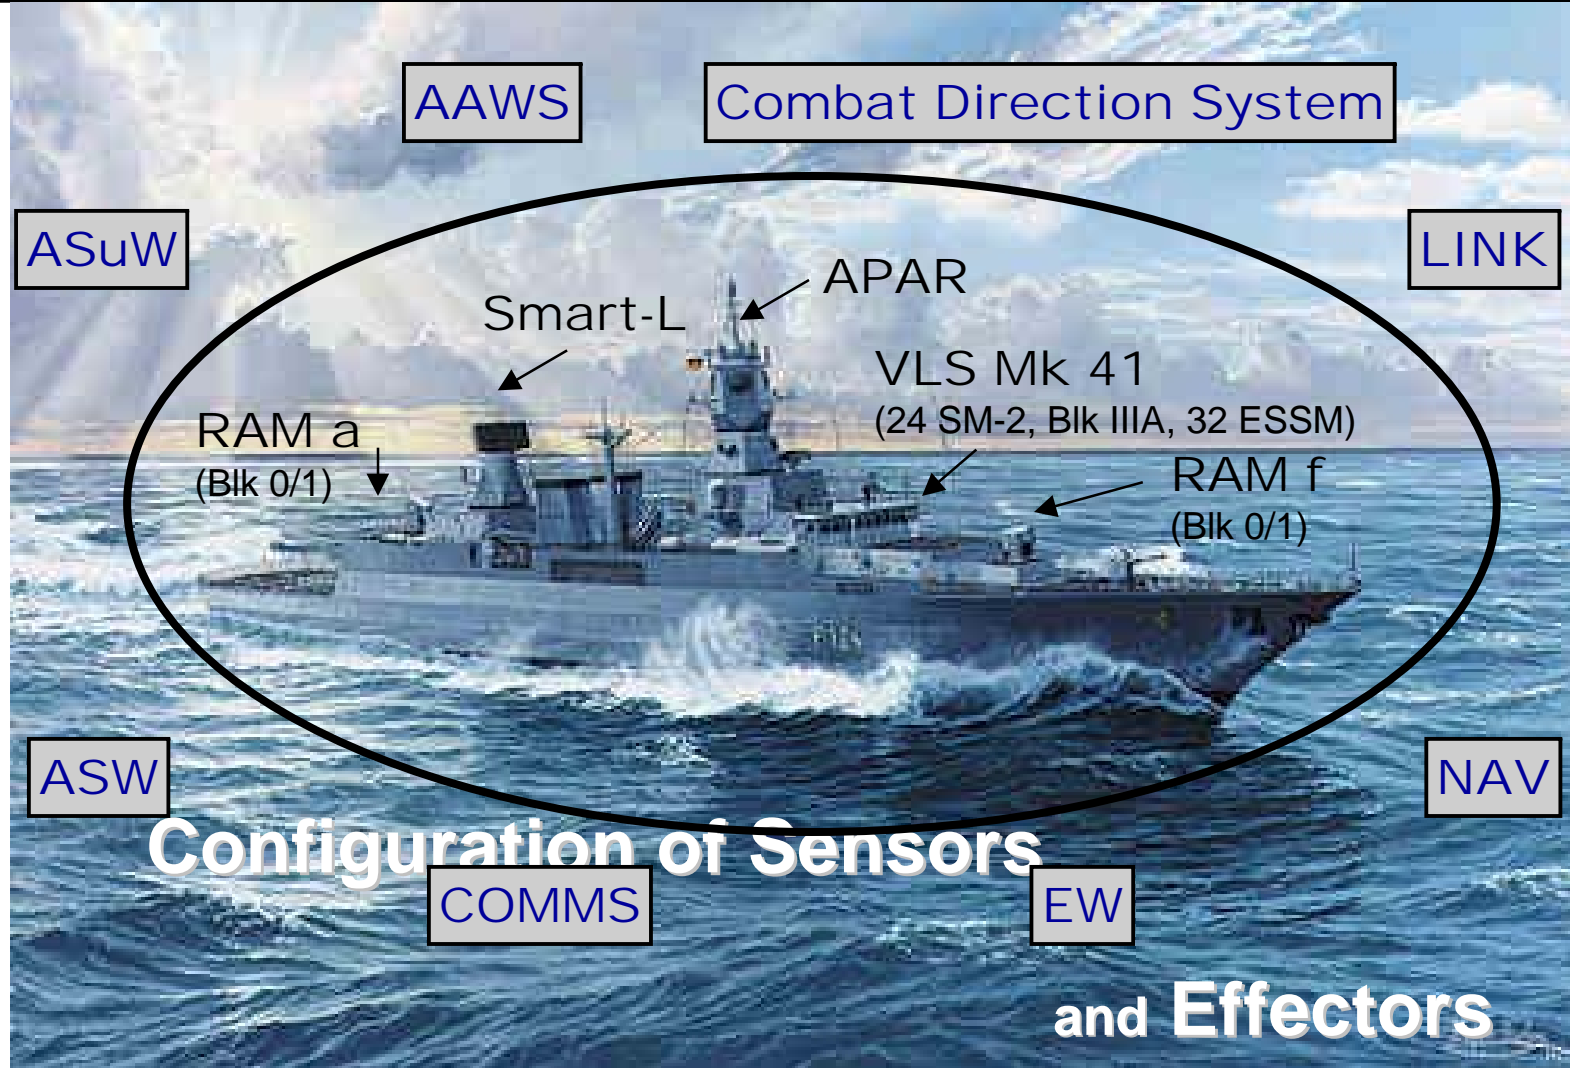 AAWS
Combat Direction System
ASuW
LINK
APAR
Smart-L
VLS Mk 41
(24 SM-2, Blk IIIA, 32 ESSM)
RAM a
(Blk 0/1)
RAM f
(Blk 0/1)
ASW
NAV
Configuration of Sensors
COMMS
EW
and Effectors